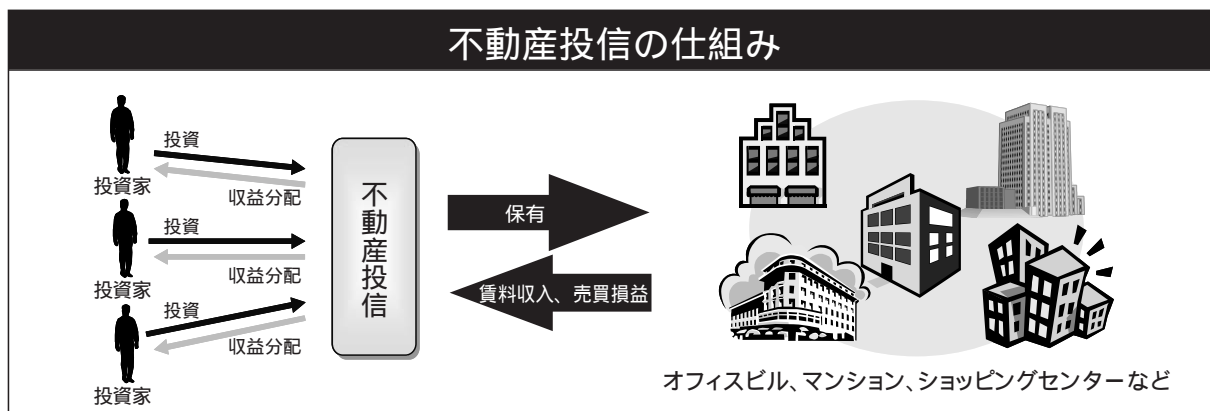 不動産投信の仕組み
投資
投資家
収益分配
投資
収益分配
投資家
投資
収益分配
投資家
不動産投信
保有
賃料収入、売買損益
オフィスビル、マンション、ショッピングセンターなど